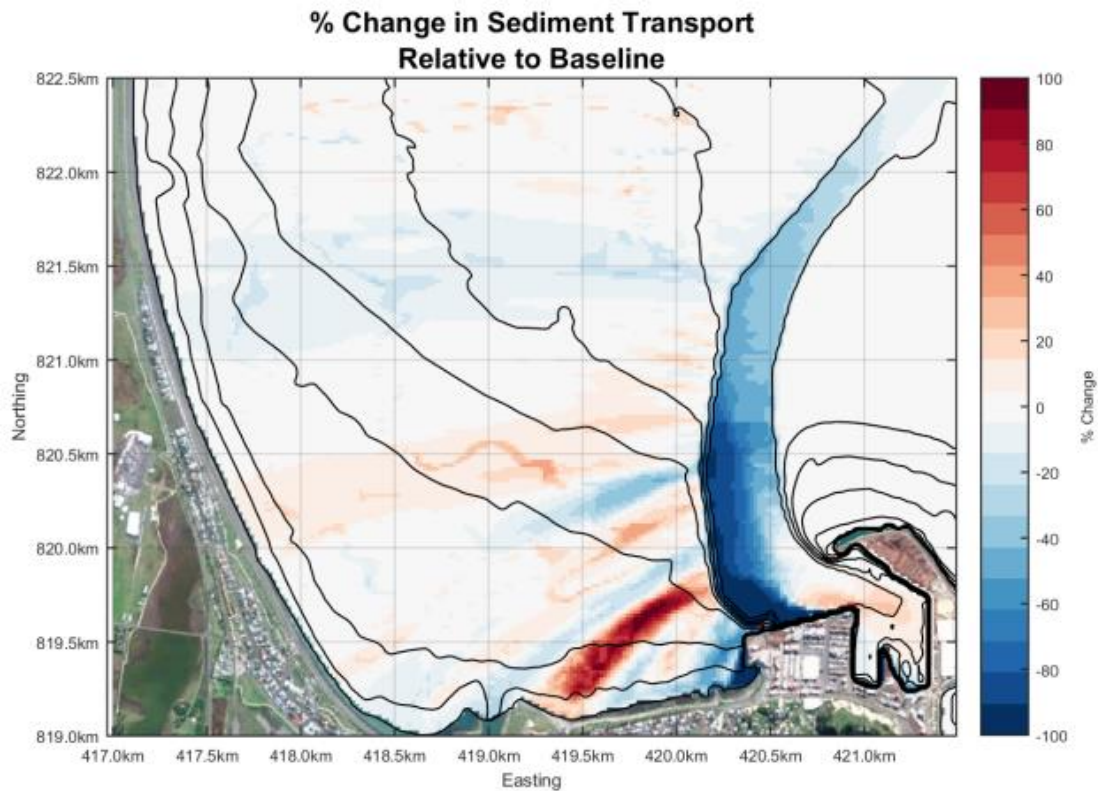 % Change in Sediment Transport
Relative to Baseline
822.5km
822.0km
821.5km
821.0km
820.5km
820.0km
819.5km
819.0km
Northing
417.0km 417.5km 418.0km 418.5km 419.0km 419.5km 420.0km 420.5km 421.0km
Easting
100
80
60
40
20
0
-20
-40
-60
-80
-100
% Change